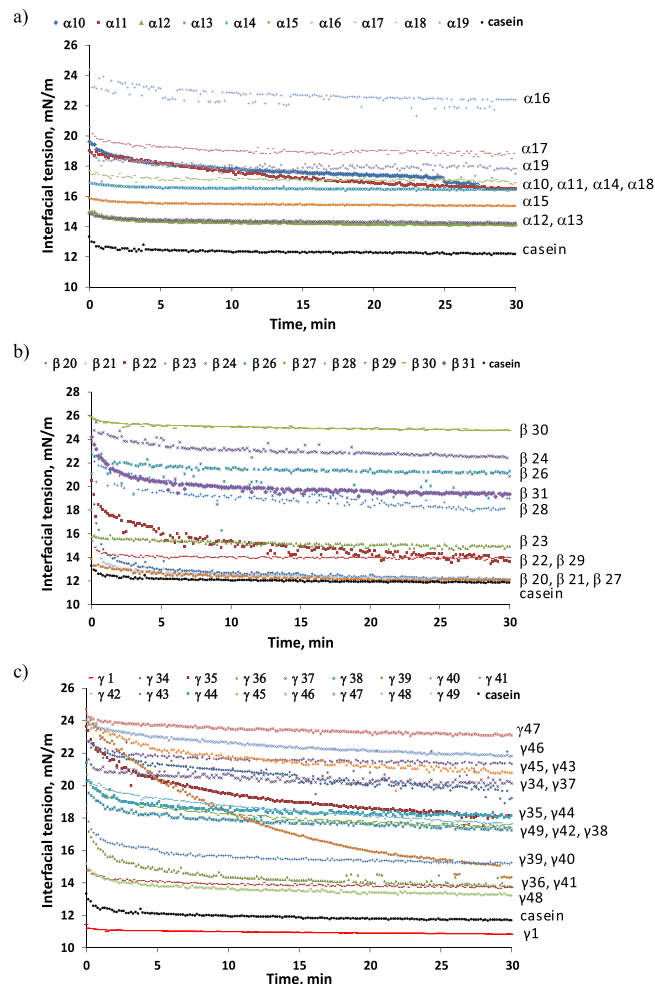 a)
α10 α11 α12 α13 α14 α15 α16 α17 α18 α19 casein
26
24
22
20
18
16
14
12
10
Interfacial tension, mN/m
α16
α17
α19
α10, α11, α14, α18
α15
α12, α13
casein
0 5 10 15 20 25 30
Time, min
b)
β 20 β 21 β 22 β 23 β 24 β 26 β 27 β 28 β 29 β 30 β 31 casein
28
26
24
22
20
18
16
14
12
10
Interfacial tension, mN/m
β 30
β 24
β 26
β 31
β 28
β 23
β 22, β 29
β 20, β 21, β 27
casein
0 5 10 15 20 25 30
Time, min
c)
γ 1 γ 34 γ 35 γ 36 γ 37 γ 38 γ 39 γ 40 γ 41
γ 42 γ 43 γ 44 γ 45 γ 46 γ 47 γ 48 γ 49 casein
26
24
22
20
18
16
14
12
10
Interfacial tension, mN/m
γ47
γ46
γ45, γ43
γ34, γ37
γ35, γ44
γ49, γ42, γ38
γ39, γ40
γ36, γ41
γ48
casein
γ1
0 5 10 15 20 25 30
Time, min